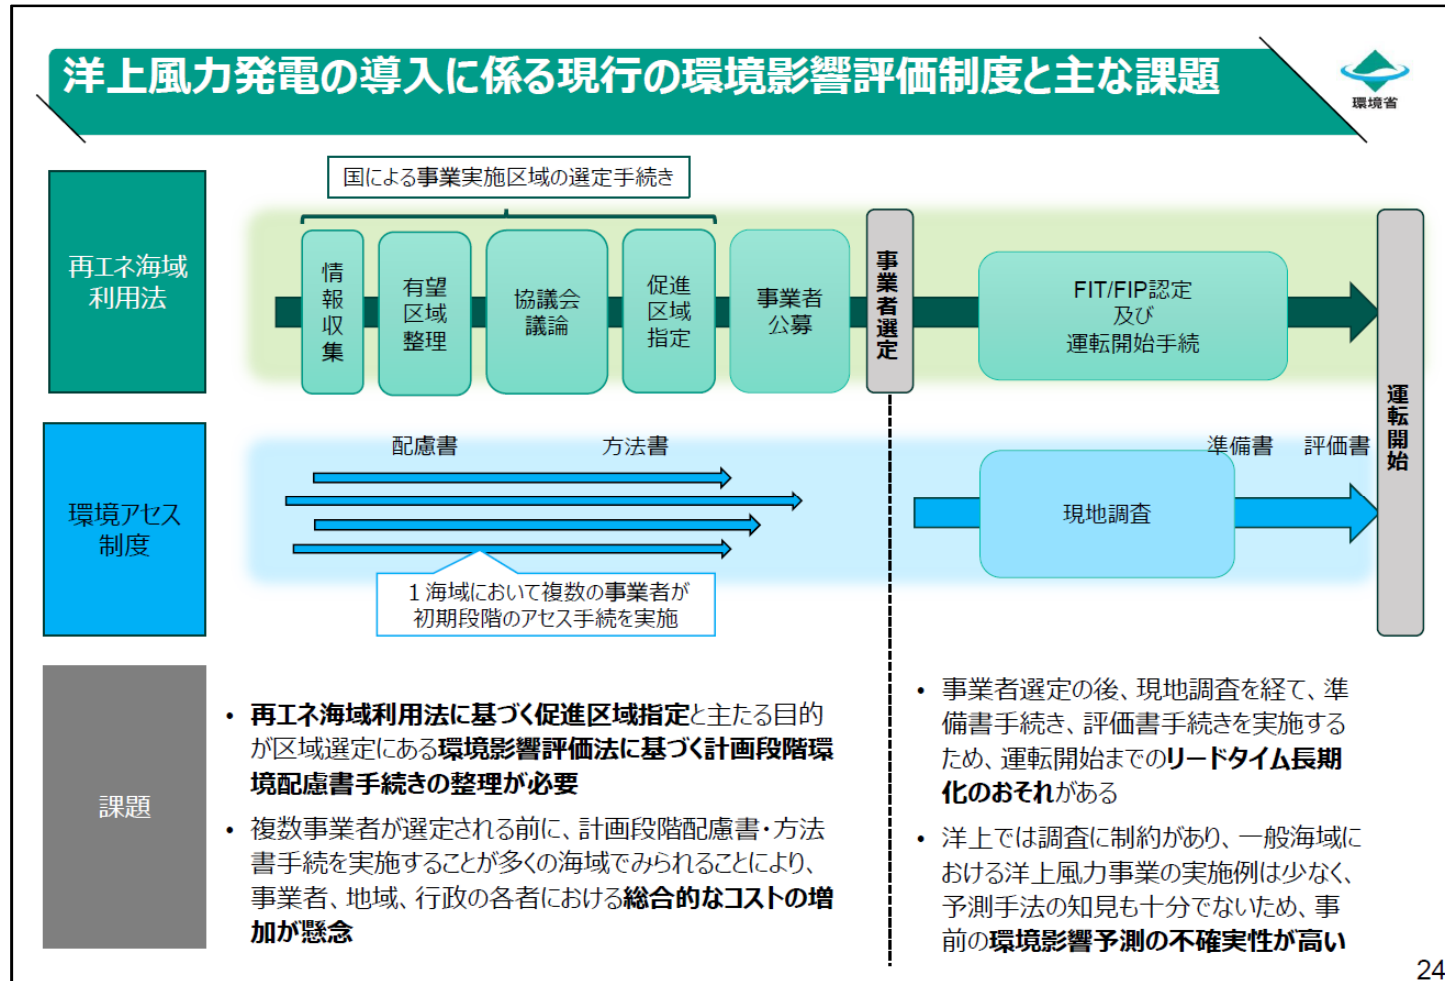 洋上風力発電の導入に係る現行の環境影響評価制度と主な課題
環境省
国による事業実施区域の選定手続き
再エネ海域
利用法
情
報
収
集
有望
区域
整理
協議会
議論
促進
区域
指定
事業者
公募
事
業
者
選
定
FIT/FIP認定
及び
運転開始手続
運
転
開
始
環境アセス
制度
配慮書
方法書
準備書
評価書
現地調査
１海域において複数の事業者が
初期段階のアセス手続を実施
課題
• 再エネ海域利用法に基づく促進区域指定と主たる目的
が区域選定にある環境影響評価法に基づく計画段階環
境配慮書手続きの整理が必要
• 複数事業者が選定される前に、計画段階配慮書・方法
書手続を実施することが多くの海域でみられることにより、
事業者、地域、行政の各者における総合的なコストの増
加が懸念
• 事業者選定の後、現地調査を経て、準
備書手続き、評価書手続きを実施する
ため、運転開始までのリードタイム長期
化のおそれがある
• 洋上では調査に制約があり、一般海域に
おける洋上風力事業の実施例は少なく、
予測手法の知見も十分でないため、事
前の環境影響予測の不確実性が高い
24